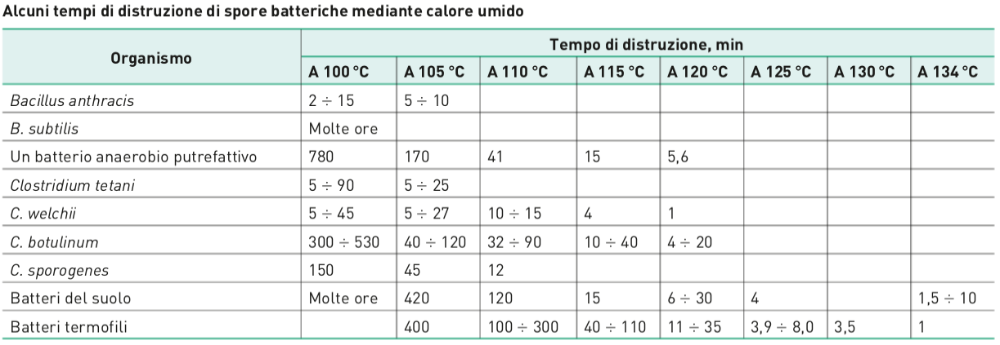 Alcuni tempi di distruzione di spore batteriche mediante calore umido
Organismo Tempo di distruzione, min
A 100 °C A 105 °C A 110 °C A 115 °C A 120 °C A 125 °C A 130 °C A 134 °C
Bacillus anthracis 2 ÷ 15 5 ÷ 10
B. subtilis Molte ore
Un batterio anaerobio putrefattivo 780 170 41 15 5,6
Clostridium tetani 5 ÷ 90 5 ÷ 25
C. welchii 5 ÷ 45 5 ÷ 27 10 ÷ 15 4 1
C. botulinum 300 ÷ 530 40 ÷ 120 32 ÷ 90 10 ÷ 40 4 ÷ 20
C. sporogenes 150 45 12
Batteri del suolo Molte ore 420 120 15 6 ÷ 30 4 1,5 ÷ 10
Batteri termofili 400 100 ÷ 300 40 ÷ 110 11 ÷ 35 3,9 ÷ 8,0 3,5 1